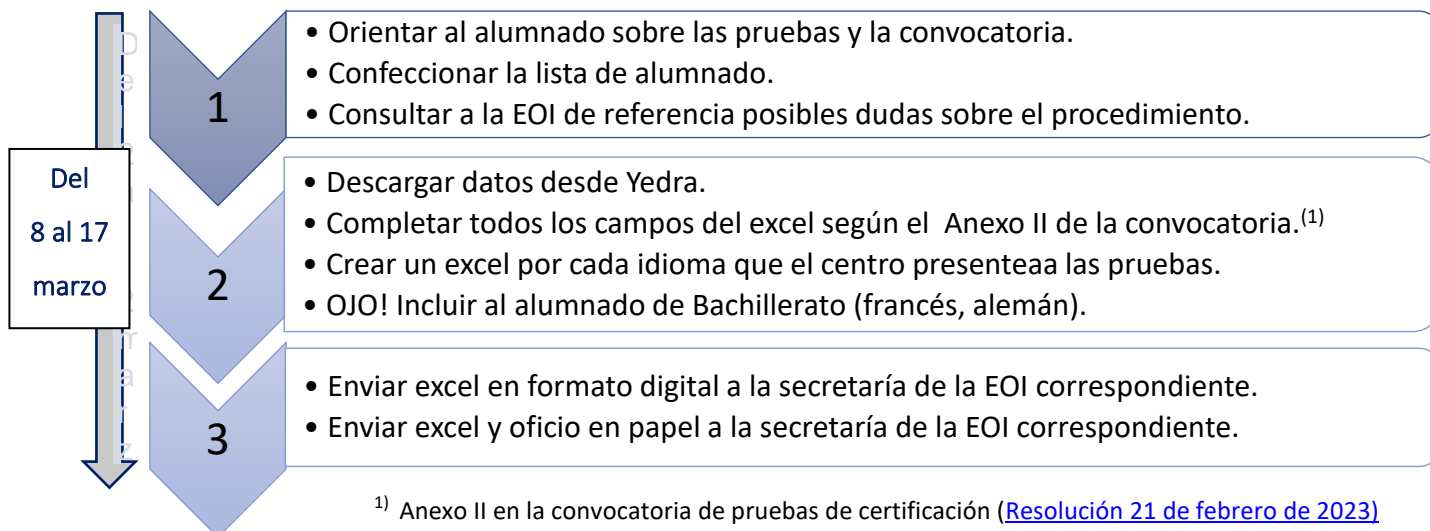 • Orientar al alumnado sobre las pruebas y la convocatoria.
• Confeccionar la lista de alumnado.
• Consultar a la EOI de referencia posibles dudas sobre el procedimiento.
1
Del
8 al 17
marzo
• Descargar datos desde Yedra.
• Completar todos los campos del excel según el Anexo II de la convocatoria.(1)
• Crear un excel por cada idioma que el centro presenteaa las pruebas.
• OJO! Incluir al alumnado de Bachillerato (francés, alemán).
2
• Enviar excel en formato digital a la secretaría de la EOI correspondiente.
• Enviar excel y oficio en papel a la secretaría de la EOI correspondiente.
3
1) Anexo II en la convocatoria de pruebas de certificación (Resolución 21 de febrero de 2023)